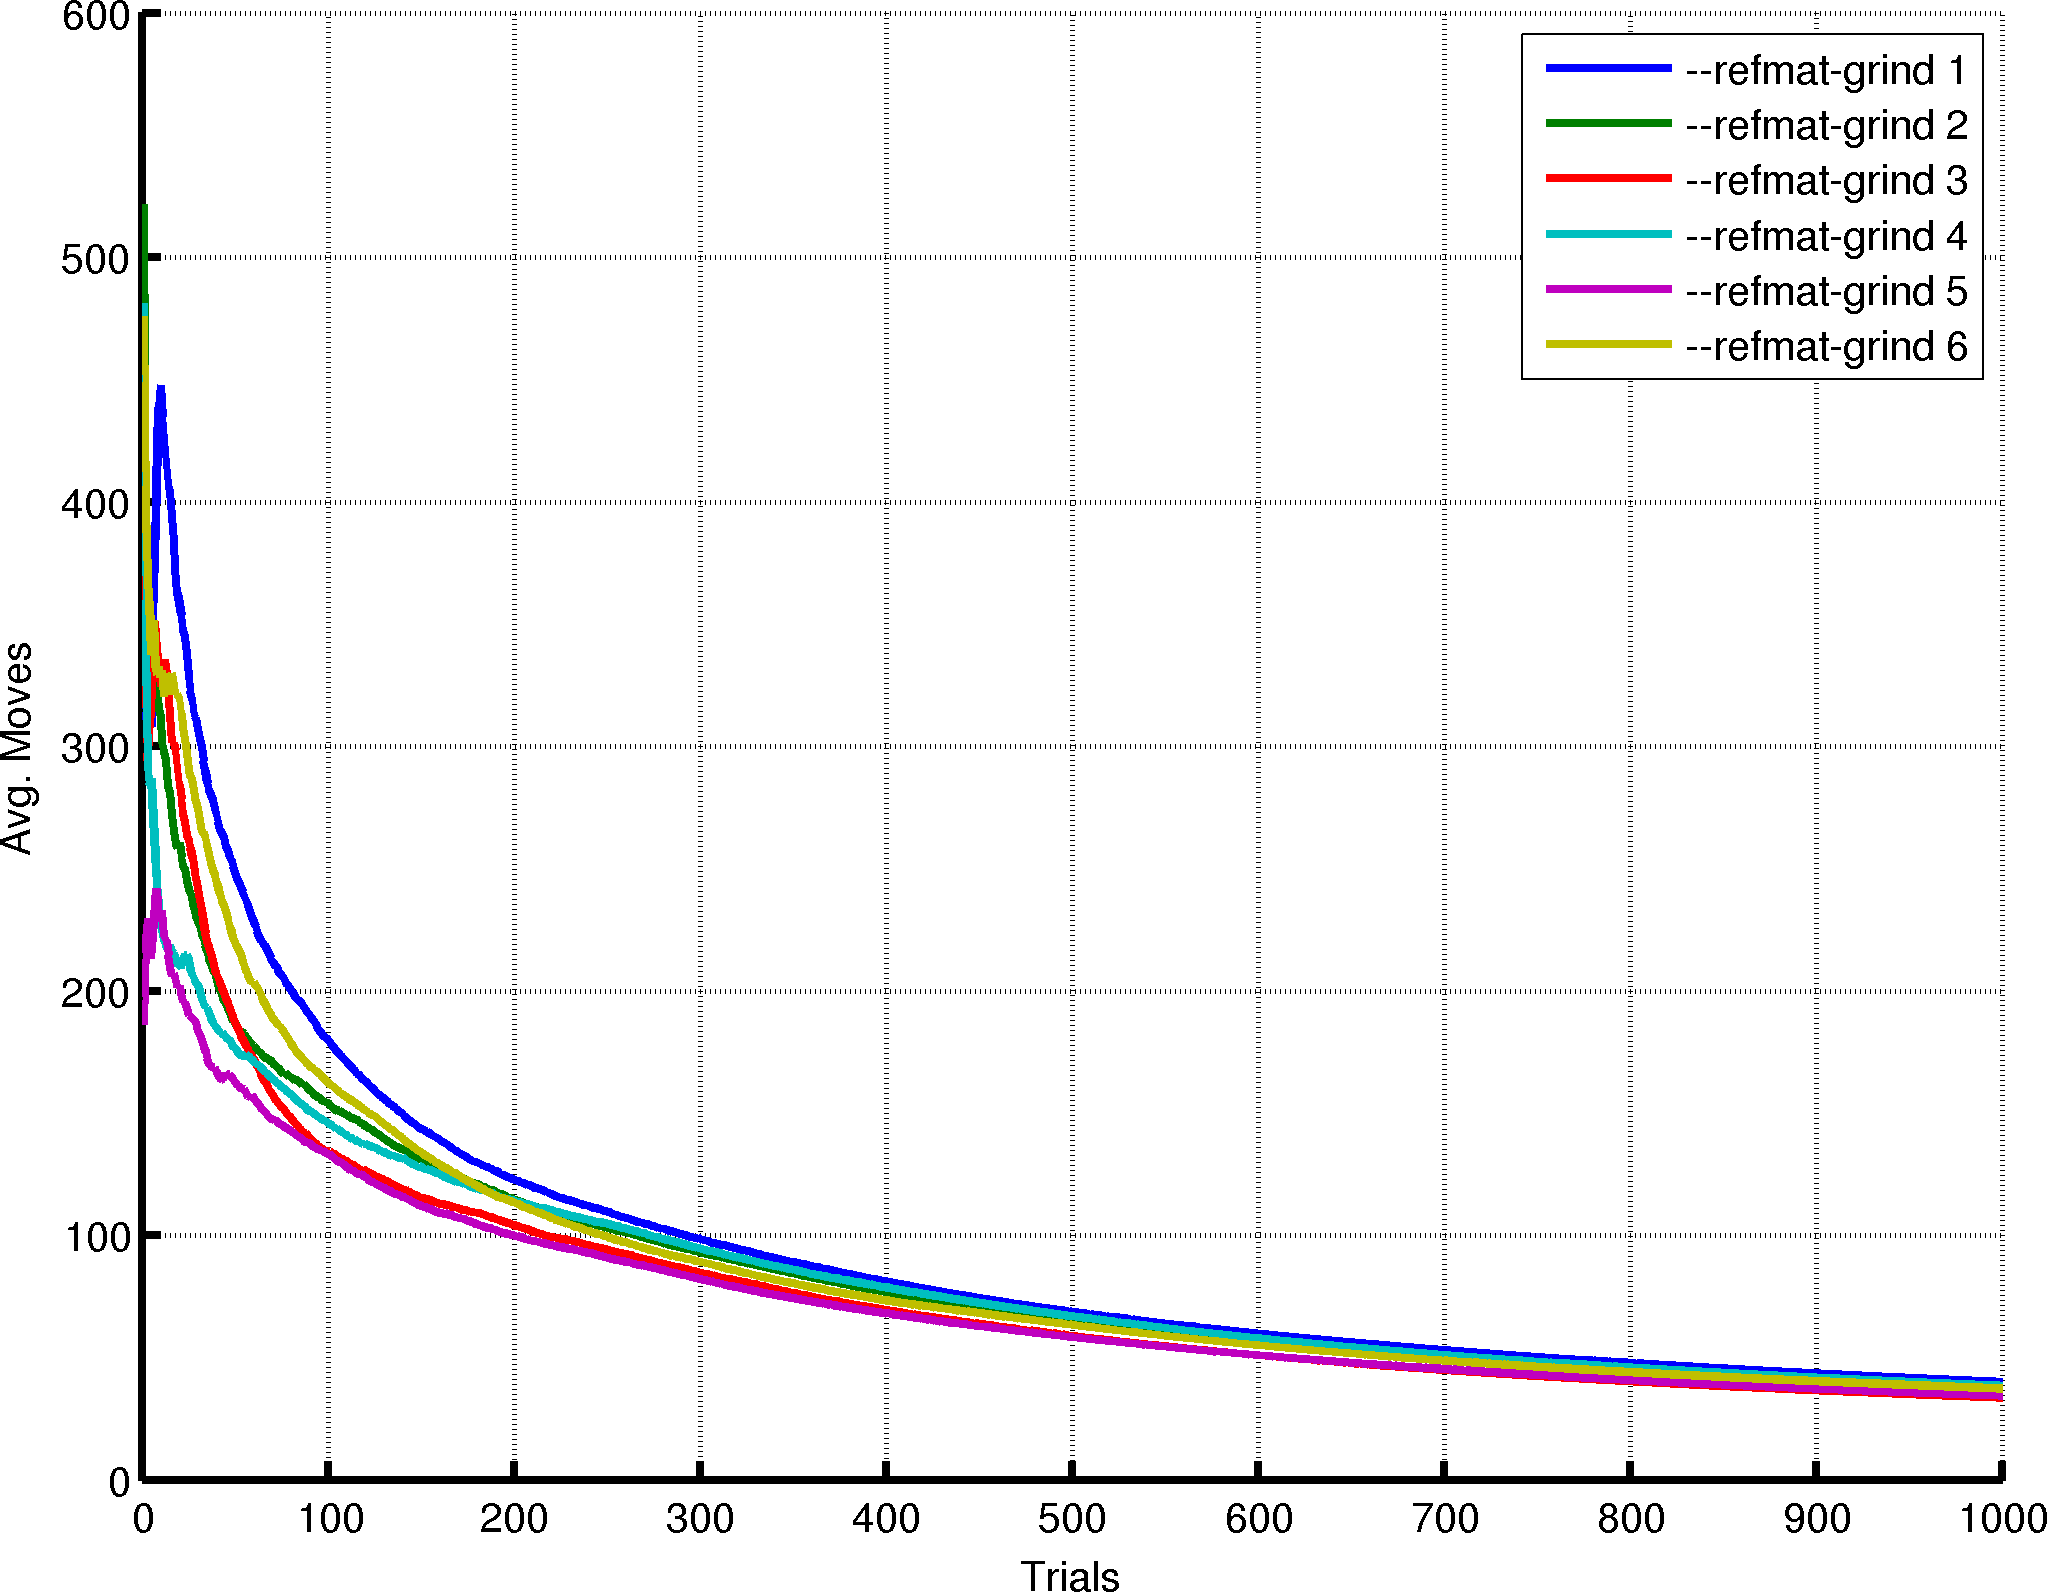 600
500
400
300
200
100
0
Avg. Moves
--refmat-grind 1
--refmat-grind 2
--refmat-grind 3
--refmat-grind 4
--refmat-grind 5
--refmat-grind 6
0 100 200 300 400 500 600 700 800 900 1000
Trials